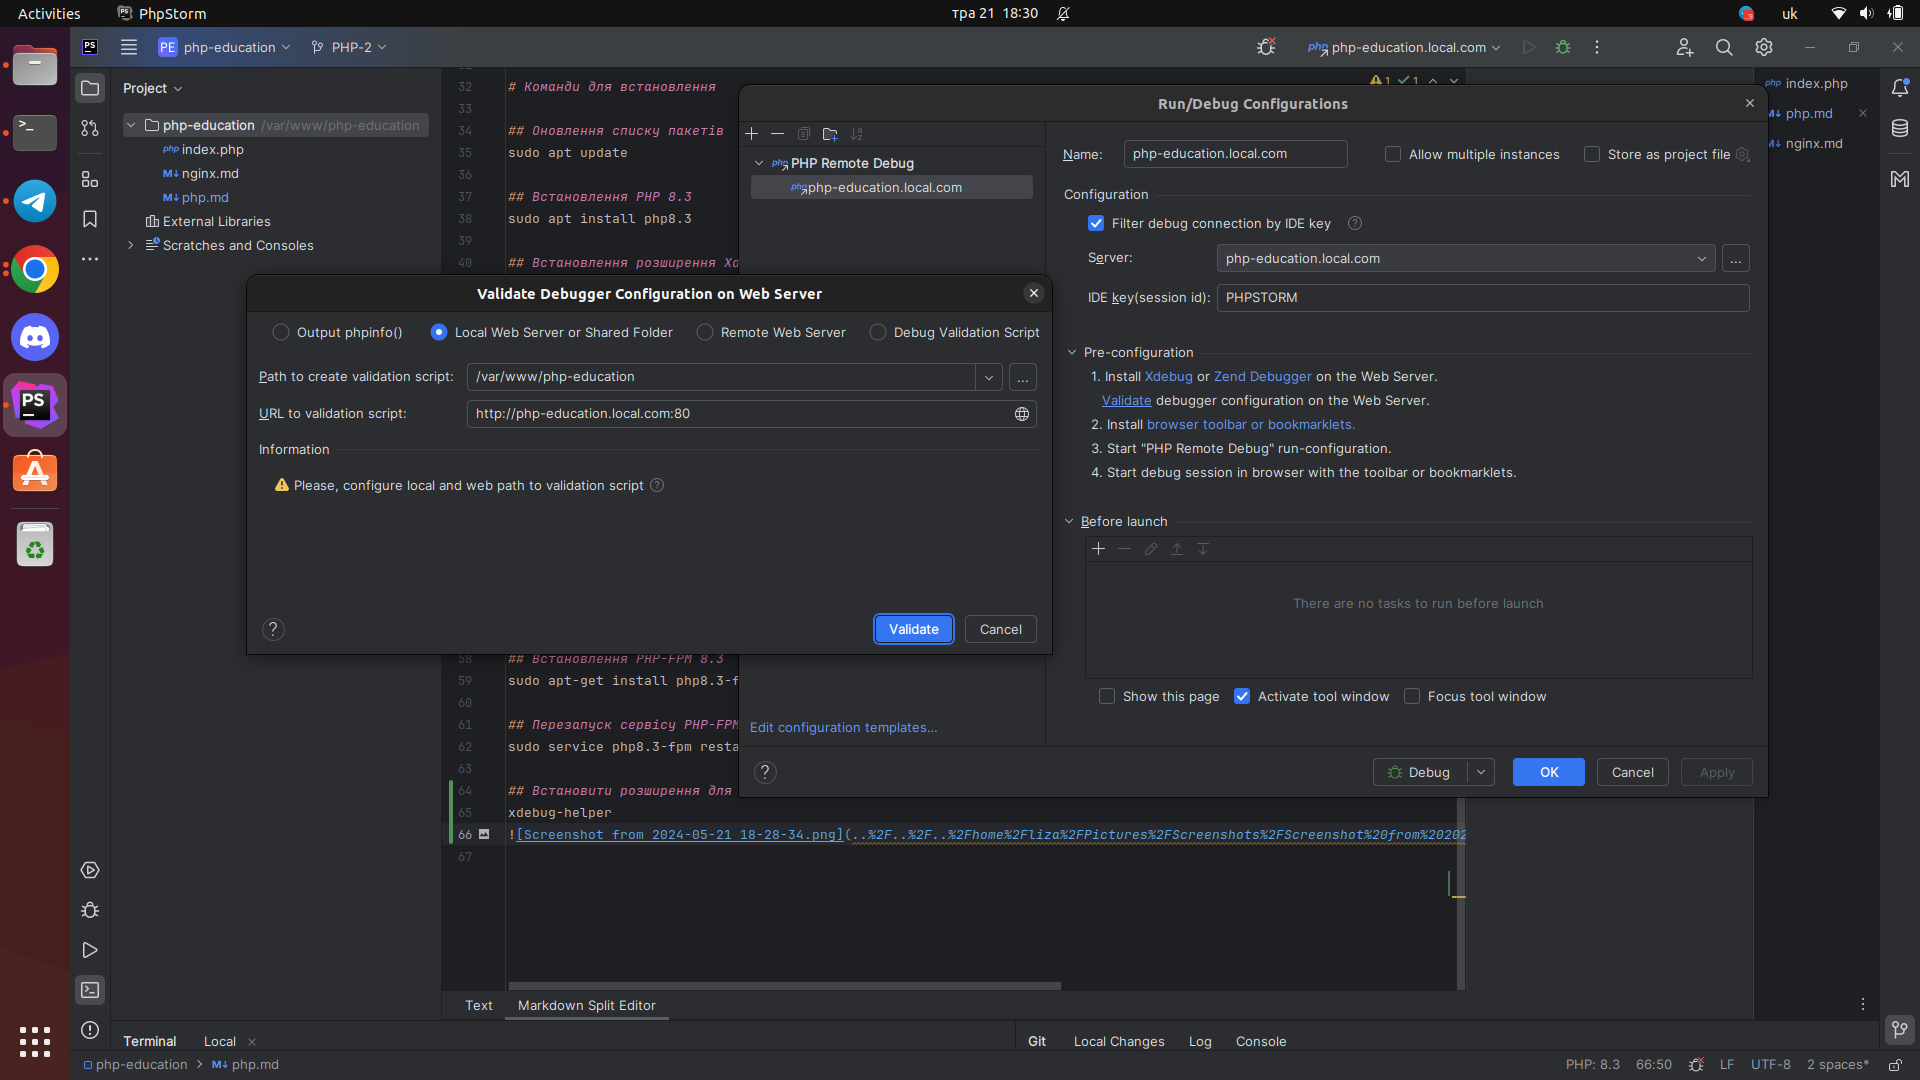 Activities
PhpStorm
тра 21 18:30
uk
PS
PE php-education
PHP-2
php php-education.local.com
Project
php-education /var/www/php-education
php index.php
M↓ nginx.md
M↓ php.md
External Libraries
Scratches and Consoles
32 # Команди для встановлення
33
34 ## Оновлення списку пакетів
35 sudo apt update
36
37 ## Встановлення PHP 8.3
38 sudo apt install php8.3
39
40 ## Встановлення розширення Xd
1 1
php index.php
M↓ php.md
M↓ nginx.md
Run/Debug Configurations
php PHP Remote Debug
php php-education.local.com
Edit configuration templates...
Name: php-education.local.com
Allow multiple instances
Store as project file
Configuration
Filter debug connection by IDE key ?
Server: php-education.local.com ...
IDE key(session id): PHPSTORM
Pre-configuration
1. Install Xdebug or Zend Debugger on the Web Server.
Validate debugger configuration on the Web Server.
2. Install browser toolbar or bookmarklets.
3. Start "PHP Remote Debug" run-configuration.
4. Start debug session in browser with the toolbar or bookmarklets.
Before launch
There are no tasks to run before launch
Show this page Activate tool window Focus tool window
? Debug OK Cancel Apply
Validate Debugger Configuration on Web Server
Output phpinfo() Local Web Server or Shared Folder Remote Web Server Debug Validation Script
Path to create validation script: /var/www/php-education ...
URL to validation script: http://php-education.local.com:80
Information
Please, configure local and web path to validation script ?
? Validate Cancel
58 ## Встановлення PHP-FPM 8.3
59 sudo apt-get install php8.3-f
60
61 ## Перезапуск сервісу PHP-FPM
62 sudo service php8.3-fpm resta
63
64 ## Встановити розширення для
65 xdebug-helper
66 ![Screenshot from 2024-05-21 18-28-34.png](..%2F..%2F..%2Fhome%2Fliza%2FPictures%2FScreenshots%2FScreenshot%20from%20202
67
Text Markdown Split Editor
Terminal Local
Git Local Changes Log Console
php-education > M↓ php.md
PHP: 8.3 66:50 LF UTF-8 2 spaces*